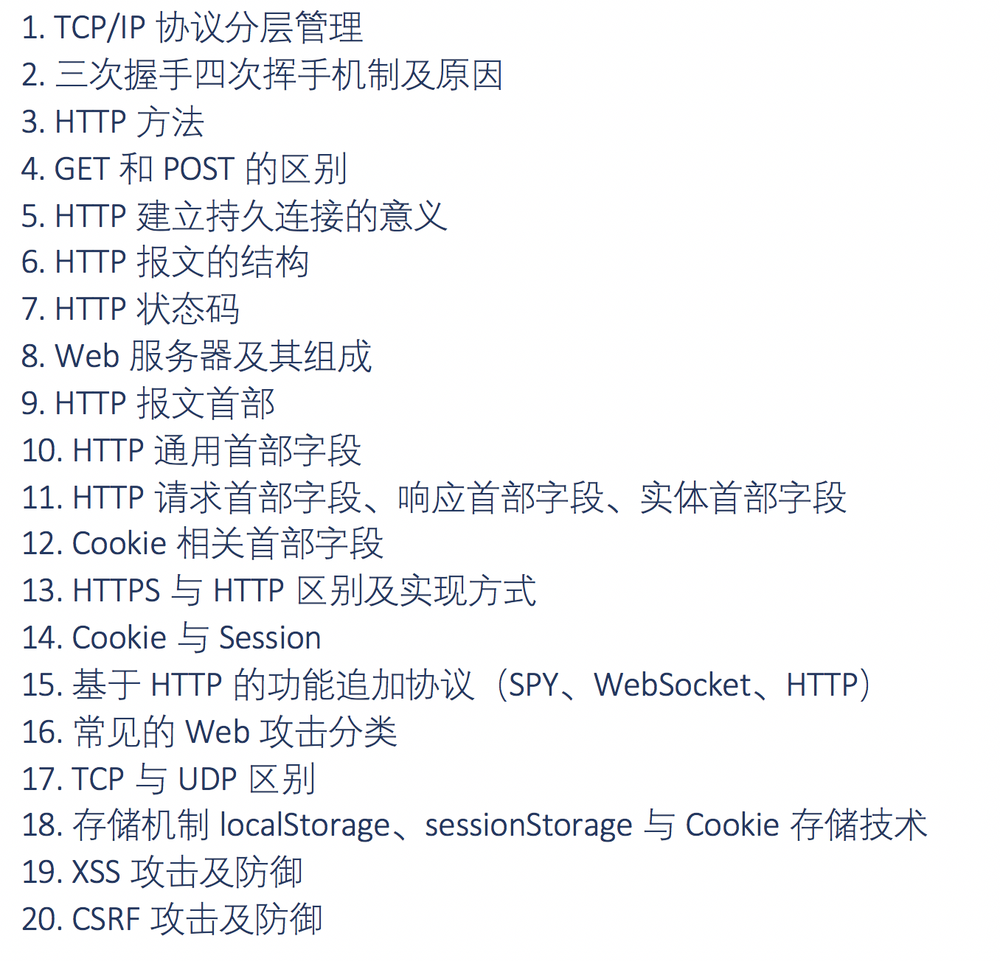 1. TCP/IP 协议分层管理
2. 三次握手四次挥手机制及原因
3. HTTP 方法
4. GET 和 POST 的区别
5. HTTP 建立持久连接的意义
6. HTTP 报文的结构
7. HTTP 状态码
8. Web 服务器及其组成
9. HTTP 报文首部
10. HTTP 通用首部字段
11. HTTP 请求首部字段、响应首部字段、实体首部字段
12. Cookie 相关首部字段
13. HTTPS 与 HTTP 区别及实现方式
14. Cookie 与 Session
15. 基于 HTTP 的功能追加协议（SPY、WebSocket、HTTP）
16. 常见的 Web 攻击分类
17. TCP 与 UDP 区别
18. 存储机制 localStorage、sessionStorage 与 Cookie 存储技术
19. XSS 攻击及防御
20. CSRF 攻击及防御